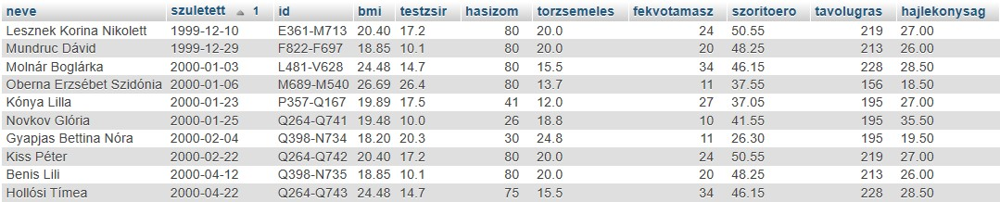 neve született 1 id bmi testzsir hasizom torzsemeles fekvotamasz szoritoero tavolugras hajlekonysag
Lesznek Korina Nikolett 1999-12-10 E361-M713 20.40 17.2 80 20.0 24 50.55 219 27.00
Mundruc Dávid 1999-12-29 F822-F697 18.85 10.1 80 20.0 20 48.25 213 26.00
Molnár Boglárka 2000-01-03 L481-V628 24.48 14.7 80 15.5 34 46.15 228 28.50
Oberna Erzsébet Szidónia 2000-01-06 M689-M540 26.69 26.4 80 13.7 11 37.55 156 18.50
Kónya Lilla 2000-01-23 P357-Q167 19.89 17.5 41 12.0 27 37.05 195 27.00
Novkov Glória 2000-01-25 Q264-Q741 19.48 10.0 26 18.8 10 41.55 195 35.50
Gyapjas Bettina Nóra 2000-02-04 Q398-N734 18.20 20.3 30 24.8 11 26.30 195 19.50
Kiss Péter 2000-02-22 Q264-Q742 20.40 17.2 80 20.0 24 50.55 219 27.00
Benis Lili 2000-04-12 Q398-N735 18.85 10.1 80 20.0 20 48.25 213 26.00
Hollósi Tímea 2000-04-22 Q264-Q743 24.48 14.7 75 15.5 34 46.15 228 28.50